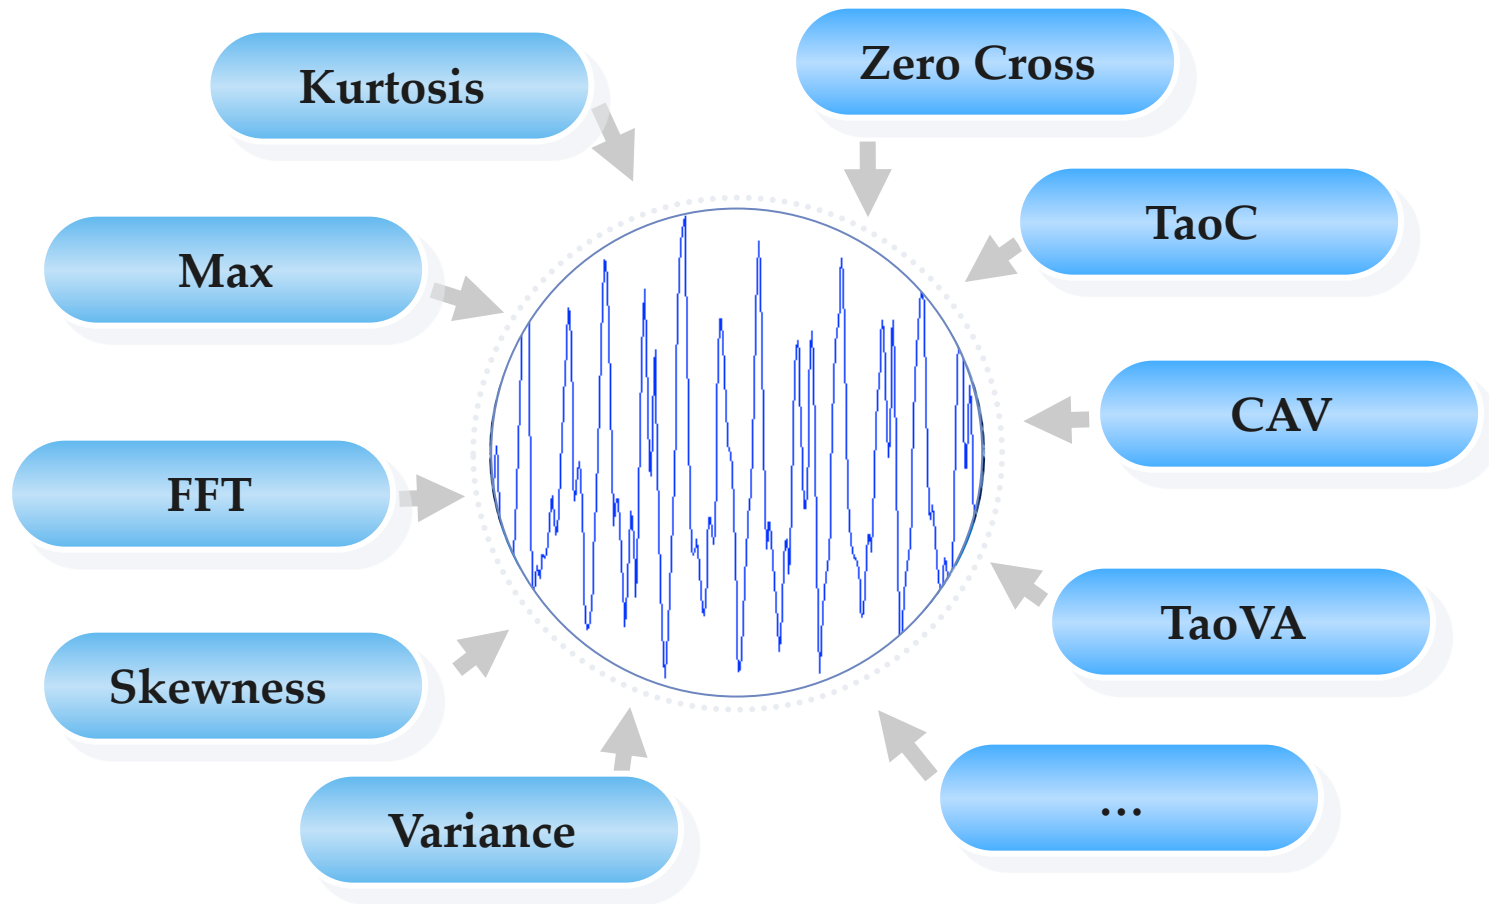 Kurtosis
Zero Cross
TaoC
Max
CAV
FFT
TaoVA
Skewness
...
Variance